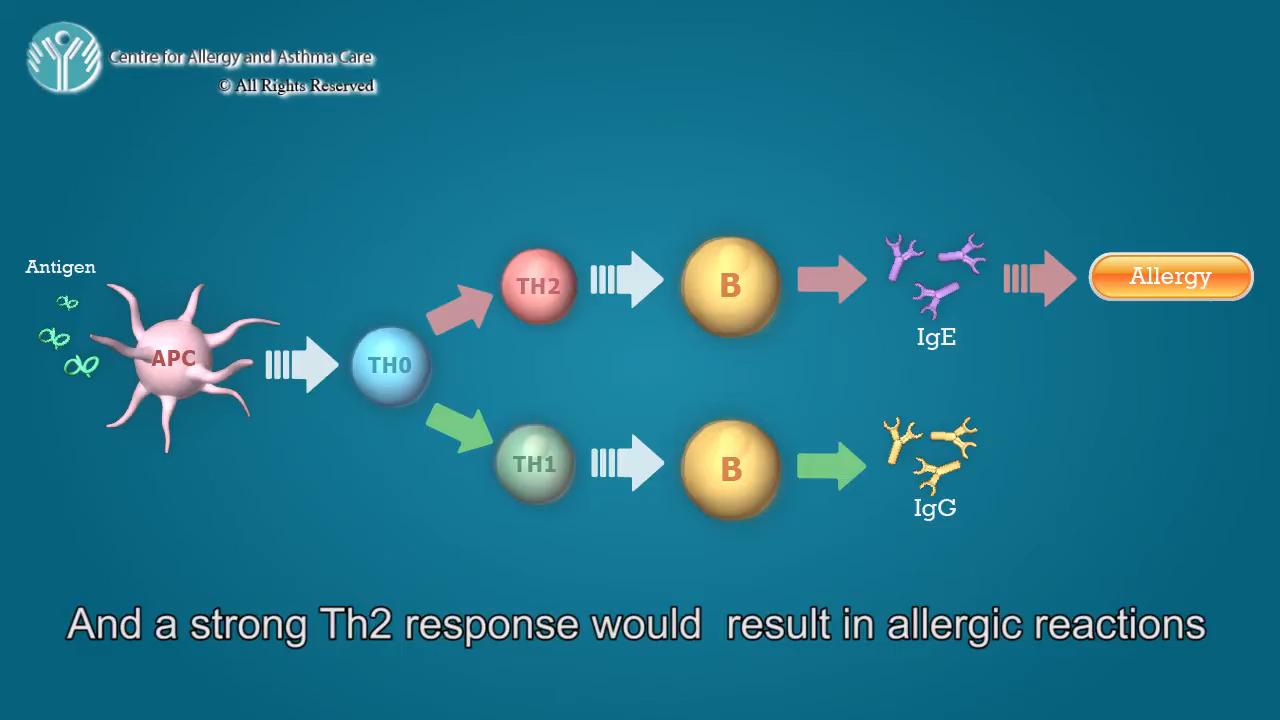 Centre for Allergy and Asthma Care
© All Rights Reserved
Antigen
APC
TH0
TH2
B
IgE
Allergy
TH1
B
IgG
And a strong Th2 response would result in allergic reactions